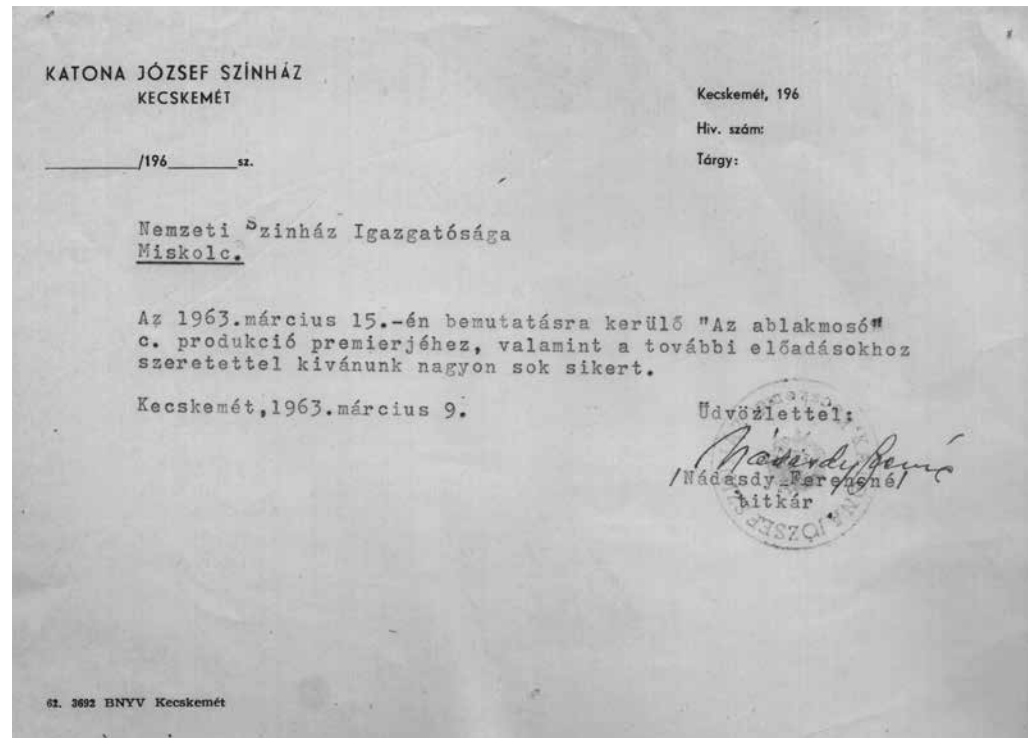 KATONA JÓZSEF SZÍNHÁZ
KECSKEMÉT
/196 sz.
Kecskemét, 196
Hiv. szám:
Tárgy:
Nemzeti Szinház Igazgatósága
Miskolc.
Az 1963.március 15.-én bemutatásra kerülő "Az ablakmosó"
c. produkció premierjéhez, valamint a további előadásokhoz
szeretettel kivánunk nagyon sok sikert.
Kecskemét,1963.március 9.
Üdvözlettel:
/Nádasdy Ferencné/
titkár
62. 3692 BNYV Kecskemét